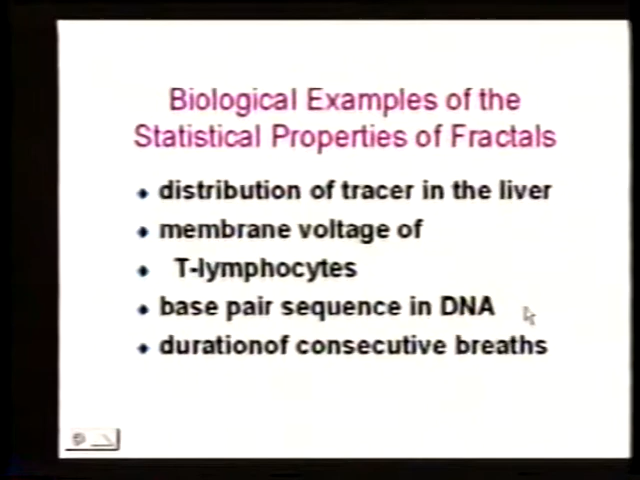 Biological Examples of the
Statistical Properties of Fractals
distribution of tracer in the liver
membrane voltage of
T-lymphocytes
base pair sequence in DNA
durationof consecutive breaths